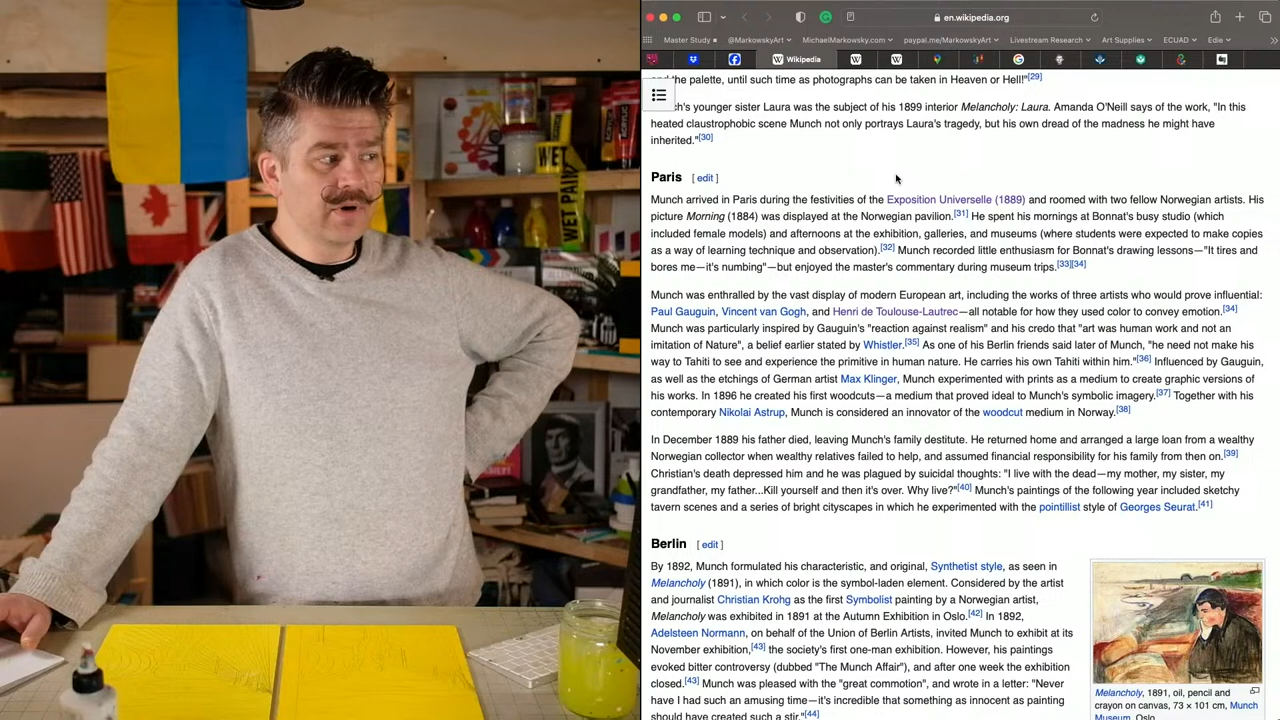 WET PAINT
WET
ACRYLIC
en.wikipedia.org
Master Study
@MarkowskyArt
MichaelMarkowsky.com
paypal.me/MarkowskyArt
Livestream Research
Art Supplies
ECUAD
Edie
Wikipedia
the palette, until such time as photographs can be taken in Heaven or Hell!"[29]
ch's younger sister Laura was the subject of his 1899 interior Melancholy: Laura. Amanda O'Neill says of the work, "In this
heated claustrophobic scene Munch not only portrays Laura's tragedy, but his own dread of the madness he might have
inherited."[30]
Paris [ edit ]
Munch arrived in Paris during the festivities of the Exposition Universelle (1889) and roomed with two fellow Norwegian artists. His
picture Morning (1884) was displayed at the Norwegian pavilion.[31] He spent his mornings at Bonnat's busy studio (which
included female models) and afternoons at the exhibition, galleries, and museums (where students were expected to make copies
as a way of learning technique and observation).[32] Munch recorded little enthusiasm for Bonnat's drawing lessons—"It tires and
bores me—it's numbing"—but enjoyed the master's commentary during museum trips.[33][34]
Munch was enthralled by the vast display of modern European art, including the works of three artists who would prove influential:
Paul Gauguin, Vincent van Gogh, and Henri de Toulouse-Lautrec—all notable for how they used color to convey emotion.[34]
Munch was particularly inspired by Gauguin's "reaction against realism" and his credo that "art was human work and not an
imitation of Nature", a belief earlier stated by Whistler.[35] As one of his Berlin friends said later of Munch, "he need not make his
way to Tahiti to see and experience the primitive in human nature. He carries his own Tahiti within him."[36] Influenced by Gauguin,
as well as the etchings of German artist Max Klinger, Munch experimented with prints as a medium to create graphic versions of
his works. In 1896 he created his first woodcuts—a medium that proved ideal to Munch's symbolic imagery.[37] Together with his
contemporary Nikolai Astrup, Munch is considered an innovator of the woodcut medium in Norway.[38]
In December 1889 his father died, leaving Munch's family destitute. He returned home and arranged a large loan from a wealthy
Norwegian collector when wealthy relatives failed to help, and assumed financial responsibility for his family from then on.[39]
Christian's death depressed him and he was plagued by suicidal thoughts: "I live with the dead—my mother, my sister, my
grandfather, my father...Kill yourself and then it's over. Why live?"[40] Munch's paintings of the following year included sketchy
tavern scenes and a series of bright cityscapes in which he experimented with the pointillist style of Georges Seurat.[41]
Berlin [ edit ]
By 1892, Munch formulated his characteristic, and original, Synthetist style, as seen in
Melancholy (1891), in which color is the symbol-laden element. Considered by the artist
and journalist Christian Krohg as the first Symbolist painting by a Norwegian artist,
Melancholy was exhibited in 1891 at the Autumn Exhibition in Oslo.[42] In 1892,
Adelsteen Normann, on behalf of the Union of Berlin Artists, invited Munch to exhibit at its
November exhibition,[43] the society's first one-man exhibition. However, his paintings
evoked bitter controversy (dubbed "The Munch Affair"), and after one week the exhibition
closed.[43] Munch was pleased with the "great commotion", and wrote in a letter: "Never
have I had such an amusing time—it's incredible that something as innocent as painting
should have created such a stir."[44]
Melancholy, 1891, oil, pencil and
crayon on canvas, 73 × 101 cm, Munch
Museum, Oslo